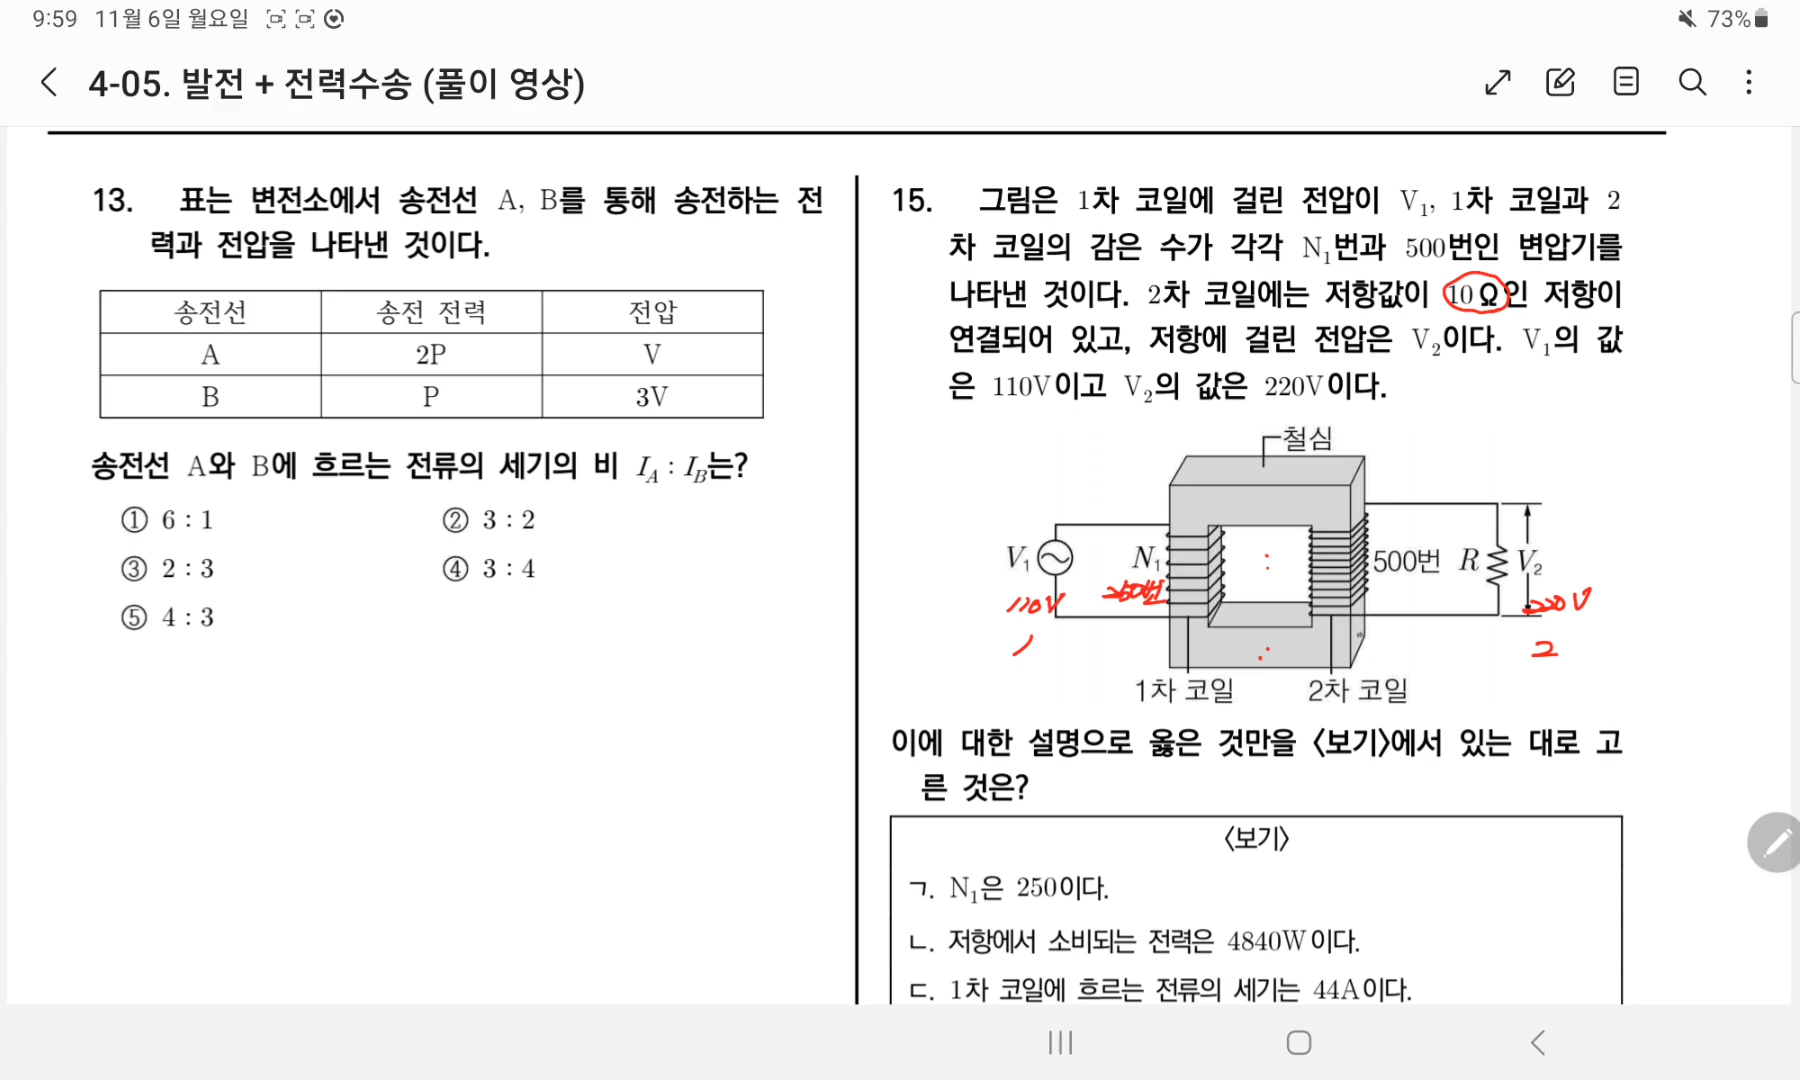 9:59 11월 6일 월요일
73%
4-05. 발전 + 전력수송 (풀이 영상)
13. 표는 변전소에서 송전선 A, B를 통해 송전하는 전
력과 전압을 나타낸 것이다.
송전선 송전 전력 전압
A 2P V
B P 3V
송전선 A와 B에 흐르는 전류의 세기의 비 I_A : I_B는?
① 6 : 1 ② 3 : 2
③ 2 : 3 ④ 3 : 4
⑤ 4 : 3
15. 그림은 1차 코일에 걸린 전압이 V₁, 1차 코일과 2
차 코일의 감은 수가 각각 N₁번과 500번인 변압기를
나타낸 것이다. 2차 코일에는 저항값이 10Ω인 저항이
연결되어 있고, 저항에 걸린 전압은 V₂이다. V₁의 값
은 110V이고 V₂의 값은 220V이다.
철심
V₁ N₁ : 500번 R V₂
110V 250번 220V
1 2
1차 코일 2차 코일
이에 대한 설명으로 옳은 것만을 〈보기〉에서 있는 대로 고
른 것은?
〈보기〉
ㄱ. N₁은 250이다.
ㄴ. 저항에서 소비되는 전력은 4840W이다.
ㄷ. 1차 코일에 흐르는 전류의 세기는 44A이다.